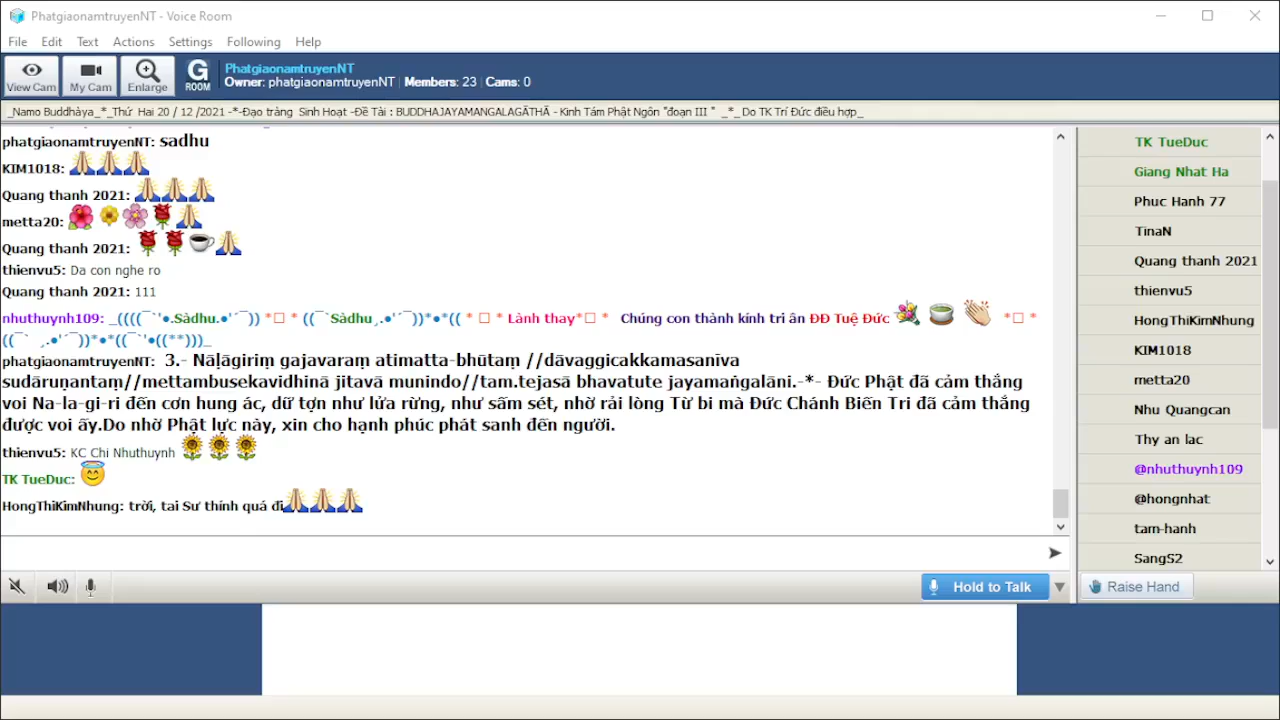 PhatgiaonamtruyenNT - Voice Room
File Edit Text Actions Settings Following Help
View Cam
My Cam
Enlarge
G ROOM
PhatgiaonamtruyenNT
Owner: phatgiaonamtruyenNT | Members: 23 | Cams: 0
_Namo Buddhàya_*_Thứ Hai 20 / 12 /2021 -*-Đạo tràng Sinh Hoạt -Đề Tài : BUDDHAJAYAMANGALAGĀTHĀ - Kinh Tám Phật Ngôn "đoạn III " _*_ Do TK Trí Đức điều hợp_
phatgiaonamtruyenNT: sadhu
KIM1018:
Quang thanh 2021:
metta20:
Quang thanh 2021:
thienvu5: Da con nghe ro
Quang thanh 2021: 111
nhuthuynh109: _((((¯`'•.Sàdhu.•'´¯)) *□ * ((¯`Sàdhu¸.•'´¯))*•*(( * □ * Lành thay*□ * Chúng con thành kính tri ân ĐĐ Tuệ Đức *□ *
((¯` ¸.•'´¯))*•*((¯`'•((**)))_
phatgiaonamtruyenNT: 3.- Nāḷāgiriṃ gajavaraṃ atimatta-bhūtaṃ //dāvaggicakkamasanīva
sudāruṇantaṃ//mettambusekavidhinā jitavā munindo//tam.tejasā bhavatute jayamaṅgalāni.-*- Đức Phật đã cảm thắng
voi Na-la-gi-ri đến cơn hung ác, dữ tợn như lửa rừng, như sấm sét, nhờ rải lòng Từ bi mà Đức Chánh Biến Tri đã cảm thắng
được voi ấy.Do nhờ Phật lực này, xin cho hạnh phúc phát sanh đến người.
thienvu5: KC Chi Nhuthuynh
TK TueDuc:
HongThiKimNhung: trời, tai Sư thính quá đi
Hold to Talk
TK TueDuc
Giang Nhat Ha
Phuc Hanh 77
TinaN
Quang thanh 2021
thienvu5
HongThiKimNhung
KIM1018
metta20
Nhu Quangcan
Thy an lac
@nhuthuynh109
@hongnhat
tam-hanh
SangS2
Raise Hand